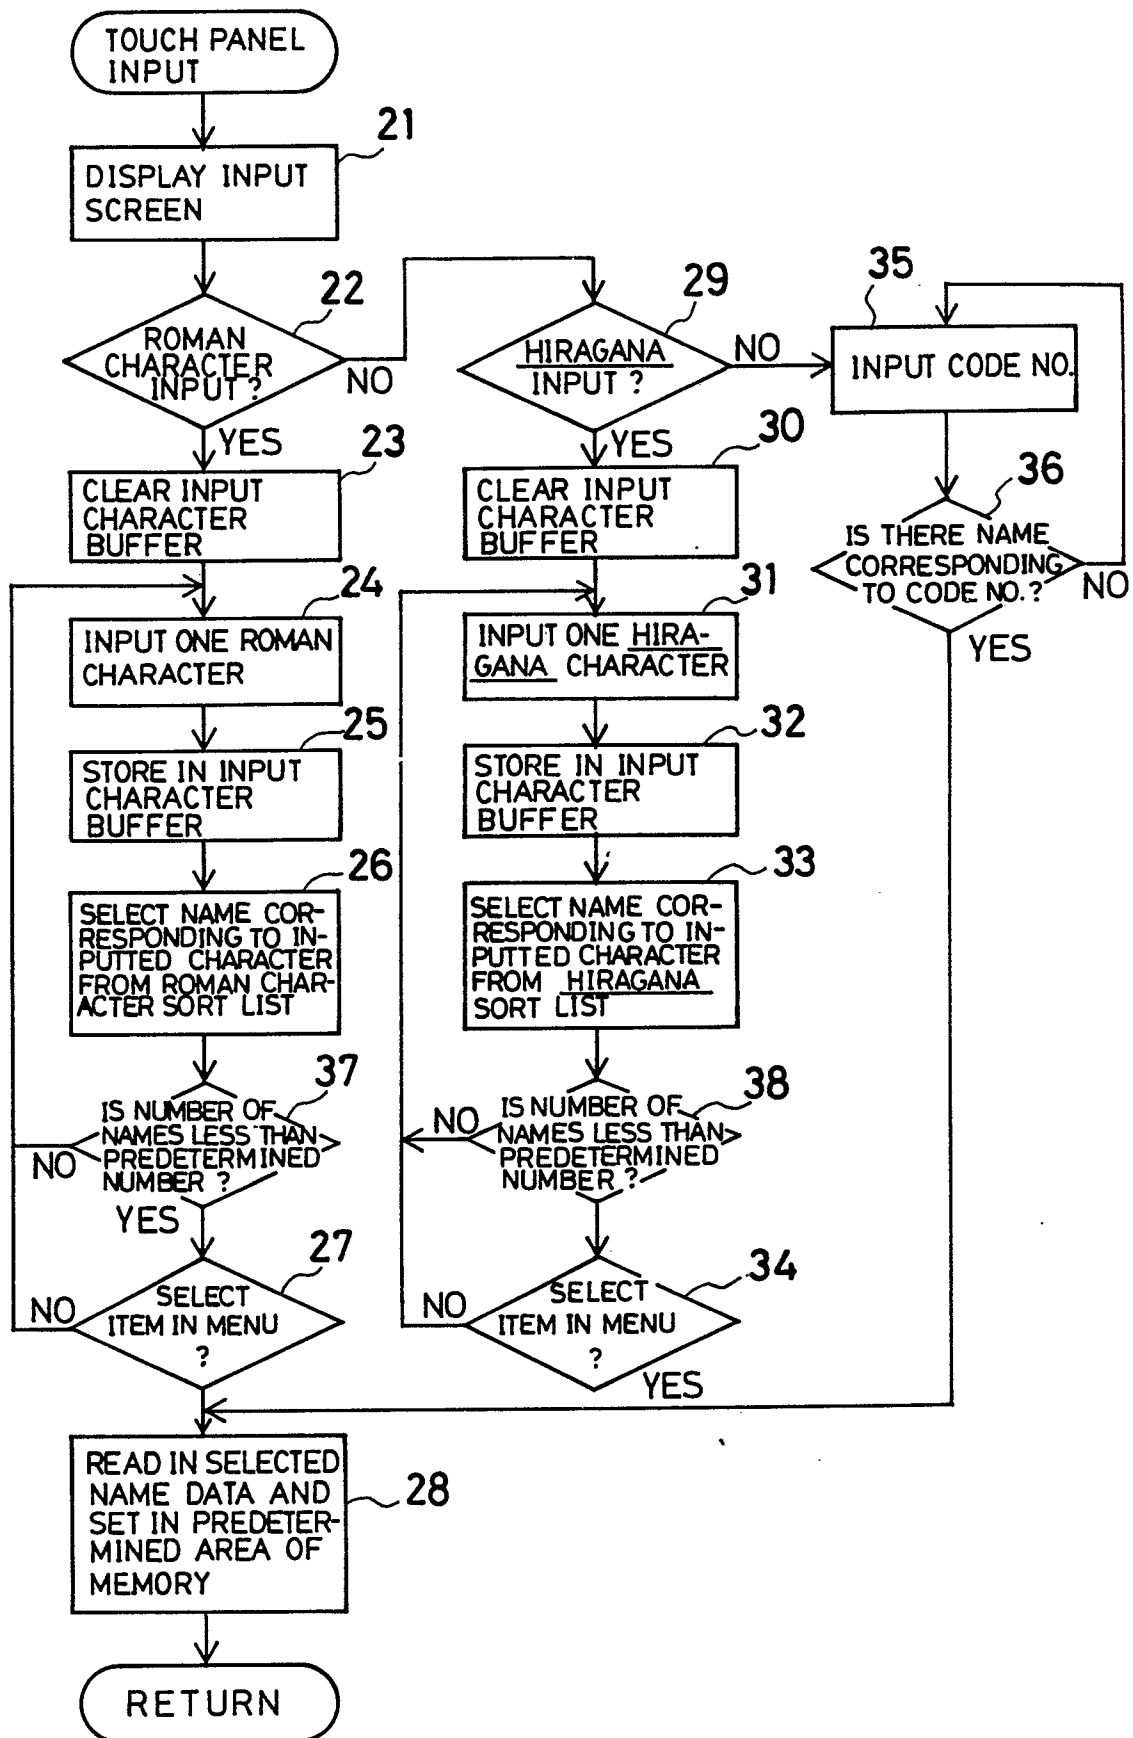 TOUCH PANEL
INPUT
21
DISPLAY INPUT
SCREEN
22
ROMAN
CHARACTER
INPUT ?
NO
YES
23
CLEAR INPUT
CHARACTER
BUFFER
24
INPUT ONE ROMAN
CHARACTER
25
STORE IN INPUT
CHARACTER
BUFFER
26
SELECT NAME COR-
RESPONDING TO IN-
PUTTED CHARACTER
FROM ROMAN CHAR-
ACTER SORT LIST
37
IS NUMBER OF
NAMES LESS THAN
PREDETERMINED
NUMBER ?
NO
YES
27
SELECT
ITEM IN MENU
?
NO
READ IN SELECTED
NAME DATA AND
SET IN PREDETER-
MINED AREA OF
MEMORY
28
RETURN
29
HIRAGANA
INPUT ?
NO
YES
30
CLEAR INPUT
CHARACTER
BUFFER
31
INPUT ONE HIRA-
GANA CHARACTER
32
STORE IN INPUT
CHARACTER
BUFFER
33
SELECT NAME COR-
RESPONDING TO IN-
PUTTED CHARACTER
FROM HIRAGANA
SORT LIST
38
IS NUMBER OF
NAMES LESS THAN
PREDETERMINED
NUMBER ?
NO
34
SELECT
ITEM IN MENU
?
NO
YES
35
INPUT CODE NO.
36
IS THERE NAME
CORRESPONDING
TO CODE NO. ?
NO
YES